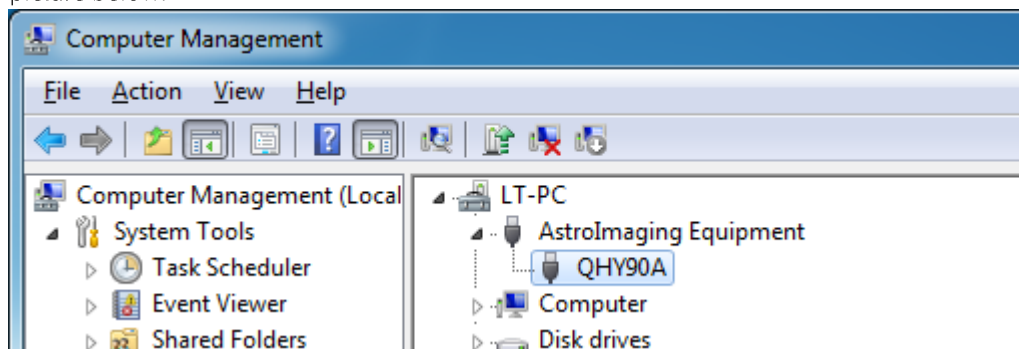 Computer Management
File Action View Help
Computer Management (Local
System Tools
Task Scheduler
Event Viewer
Shared Folders
LT-PC
AstroImaging Equipment
QHY90A
Computer
Disk drives